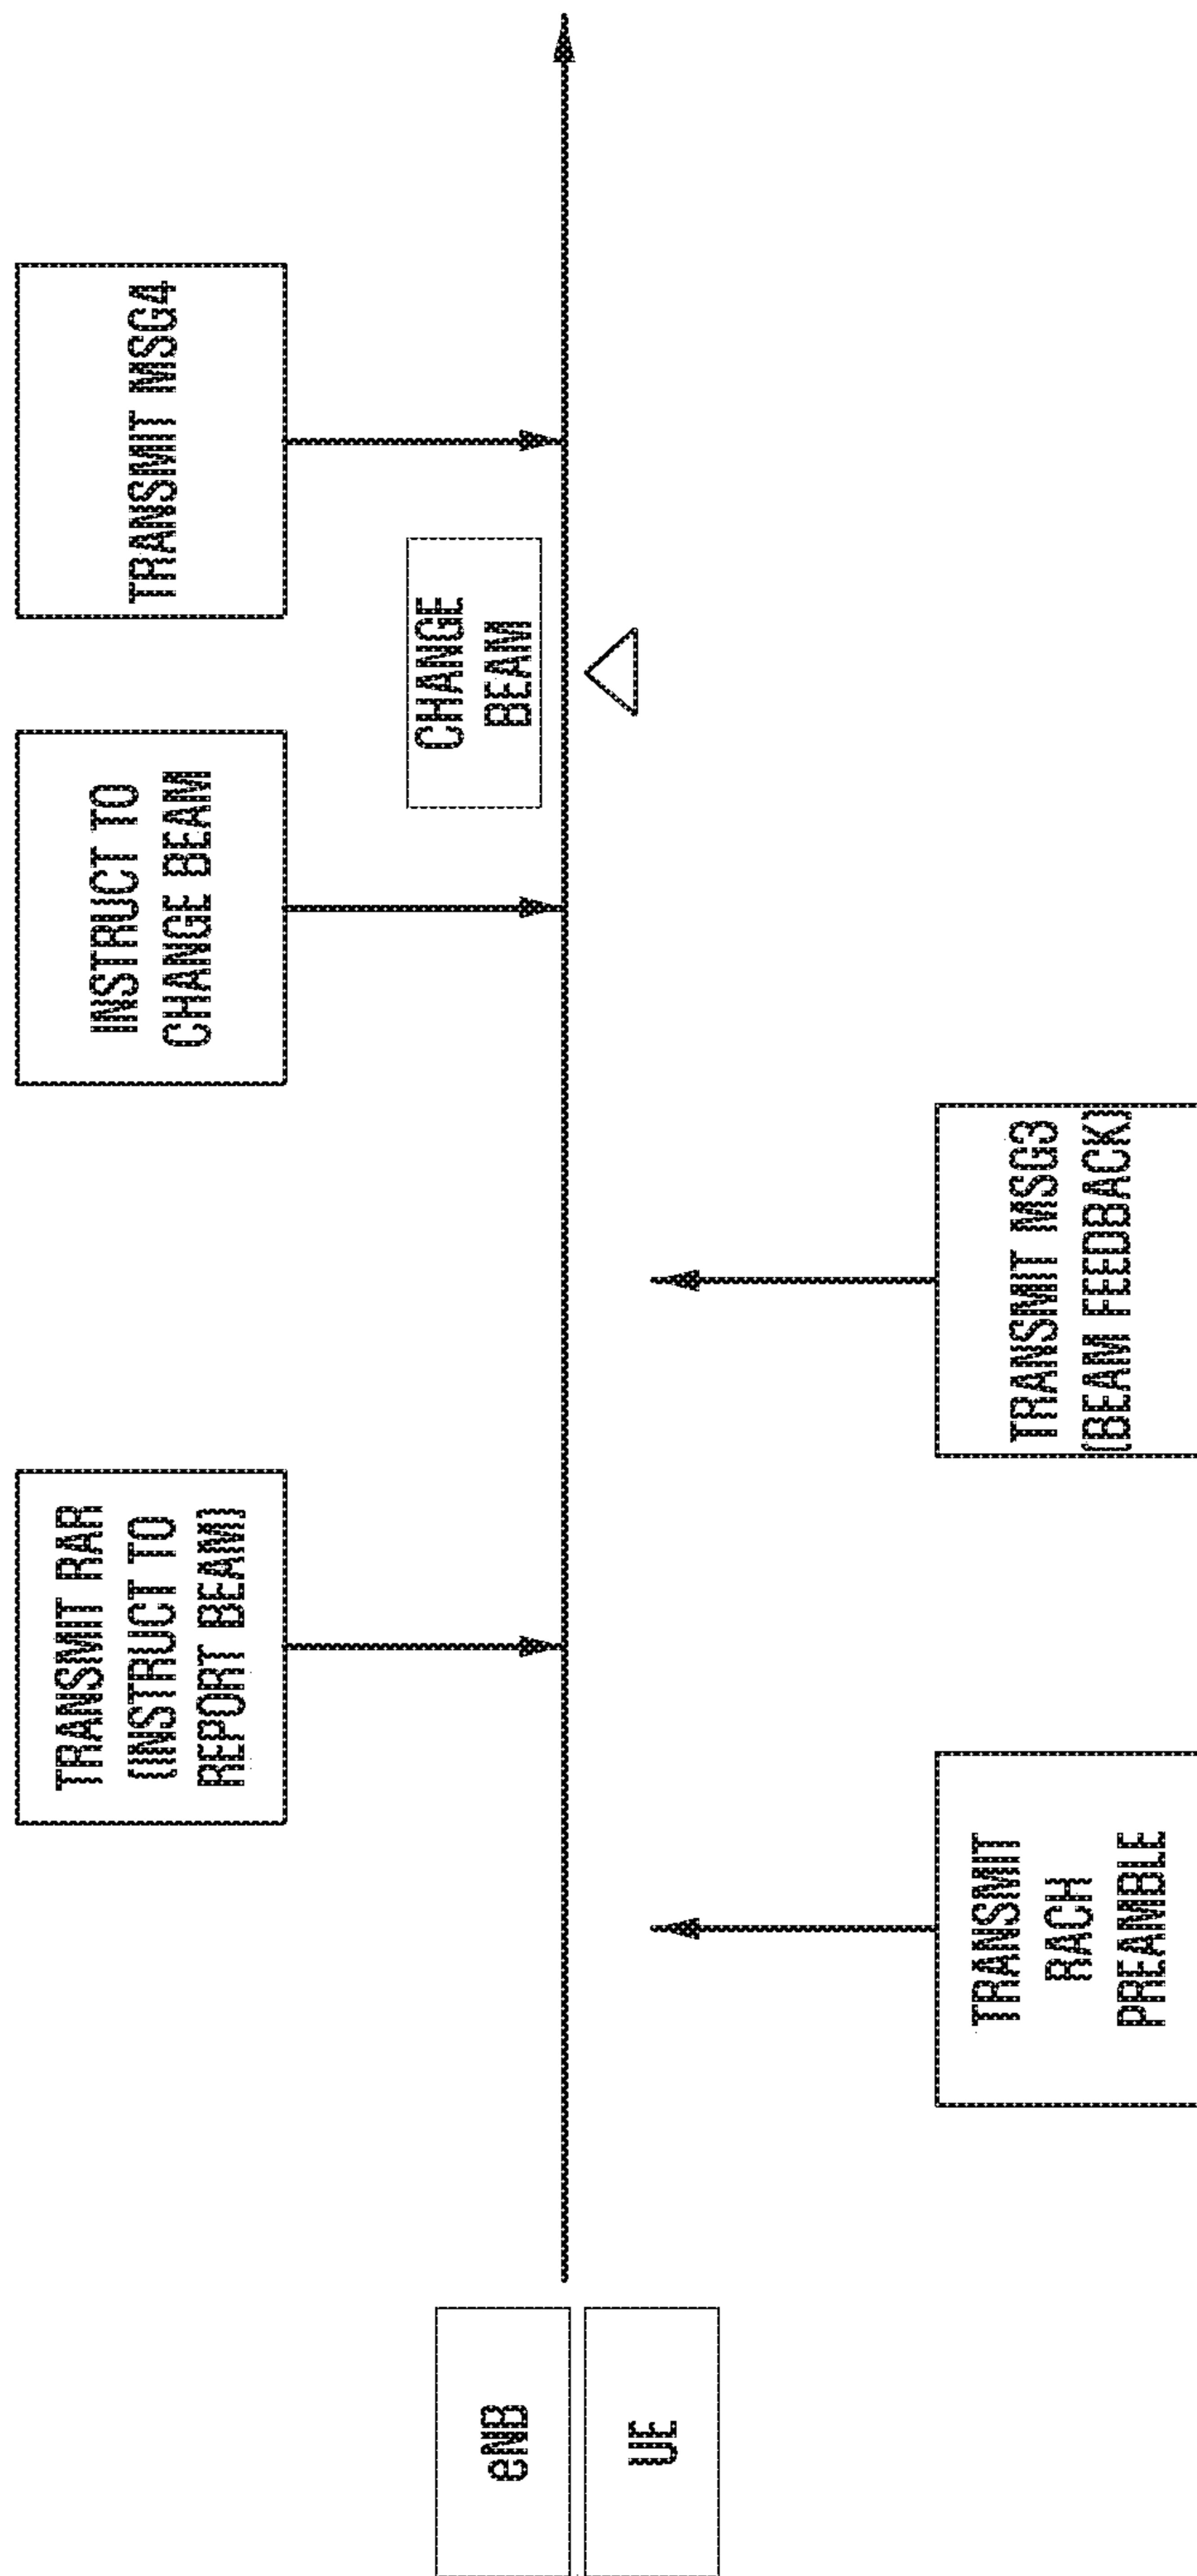 eNB
UE
TRANSMIT
RACH
PREAMBLE
TRANSMIT RAR
(INSTRUCT TO
REPORT BEAM)
TRANSMIT MSG3
(BEAM FEEDBACK)
INSTRUCT TO
CHANGE BEAM
CHANGE
BEAM
TRANSMIT MSG4